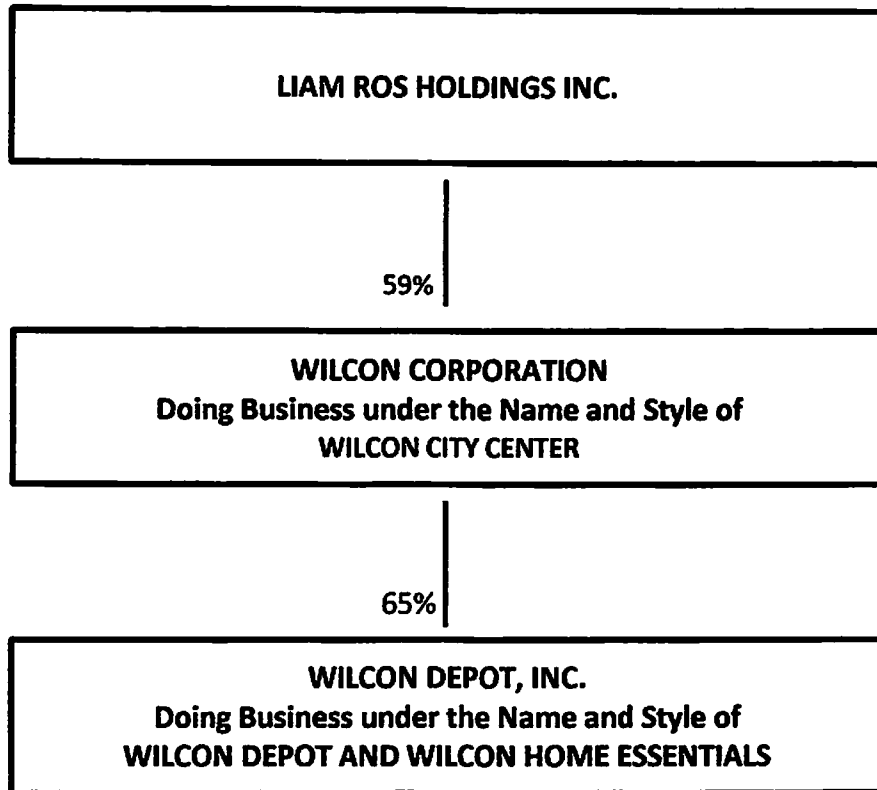 LIAM ROS HOLDINGS INC.
59%
WILCON CORPORATION
Doing Business under the Name and Style of
WILCON CITY CENTER
65%
WILCON DEPOT, INC.
Doing Business under the Name and Style of
WILCON DEPOT AND WILCON HOME ESSENTIALS